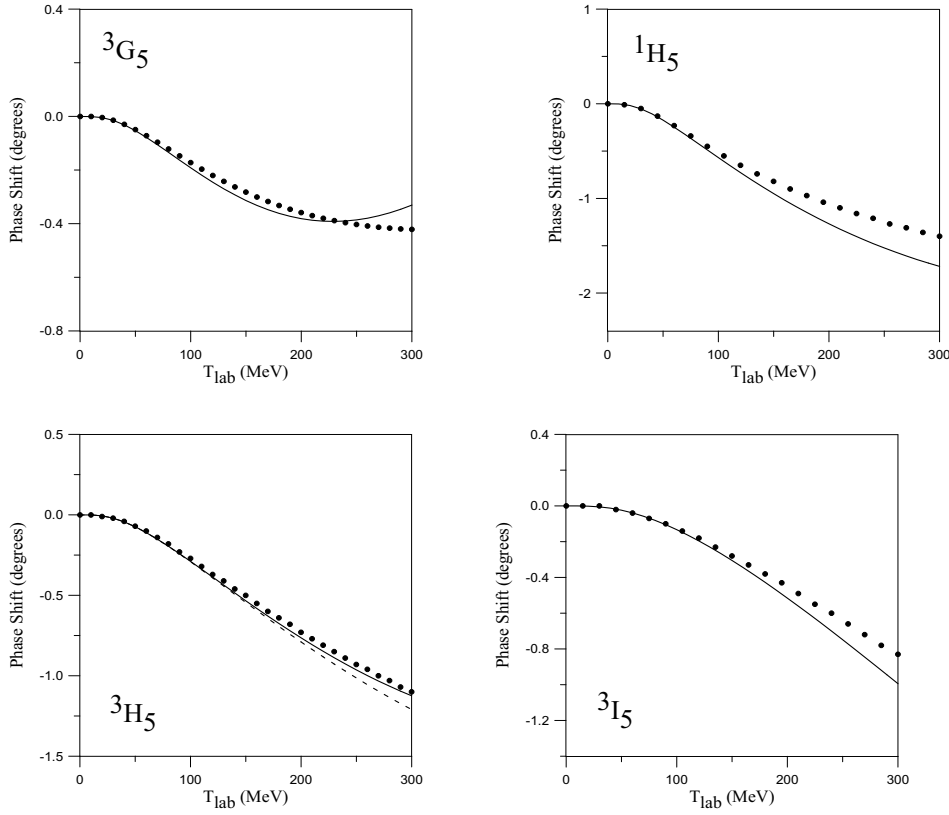 ³G₅
Phase Shift (degrees)
0.4
0.0
-0.4
-0.8
0 100 200 300
T_lab (MeV)
¹H₅
Phase Shift (degrees)
1
0
-1
-2
0 100 200 300
T_lab (MeV)
³H₅
Phase Shift (degrees)
0.5
0.0
-0.5
-1.0
-1.5
0 100 200 300
T_lab (MeV)
³I₅
Phase Shift (degrees)
0.4
0.0
-0.4
-0.8
-1.2
0 100 200 300
T_lab (MeV)